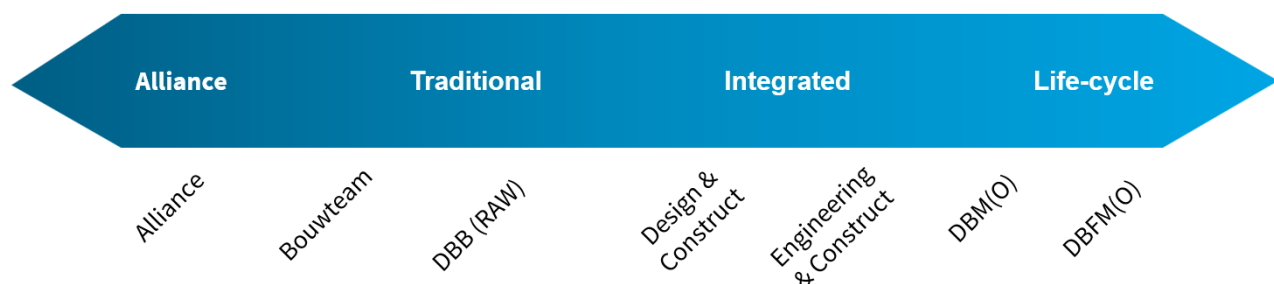 Alliance Traditional Integrated Life-cycle
Alliance
Bouwteam
DBB (RAW)
Design &
Construct
Engineering
& Construct
DBM(O)
DBFM(O)